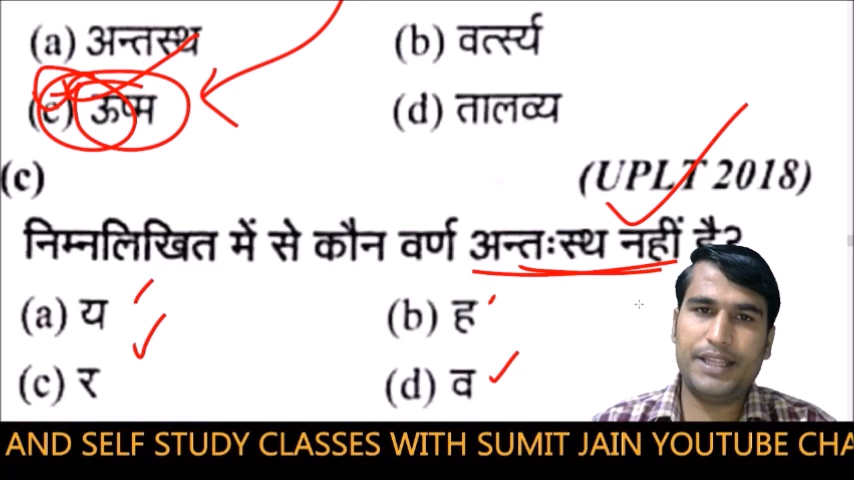 (a) अन्तस्थ (b) वर्त्स्य
(c) ऊष्म (d) तालव्य
(c) (UPLT 2018)
निम्नलिखित में से कौन वर्ण अन्तःस्थ नहीं है?
(a) य (b) ह
(c) र (d) व
AND SELF STUDY CLASSES WITH SUMIT JAIN YOUTUBE CHA